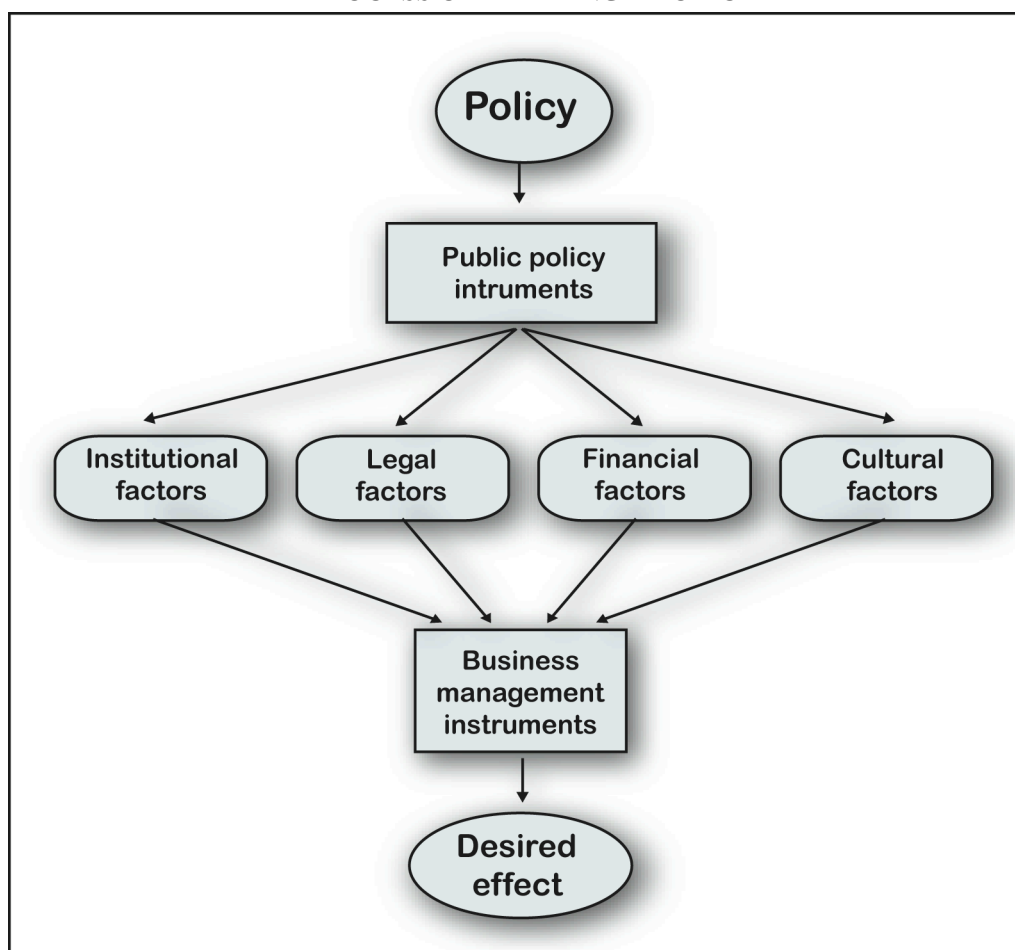 Policy
Public policy
intruments
Institutional
factors
Legal
factors
Financial
factors
Cultural
factors
Business
management
instruments
Desired
effect